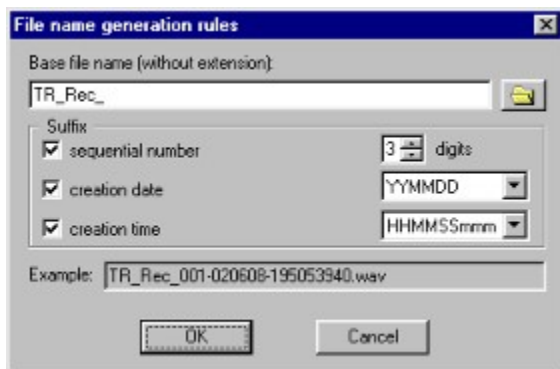 File name generation rules
Base file name (without extension):
TR_Rec_
Suffix
sequential number 3 digits
creation date YYMMDD
creation time HHMMSSmmm
Example: TR_Rec_001-020608-195053940.wav
OK Cancel